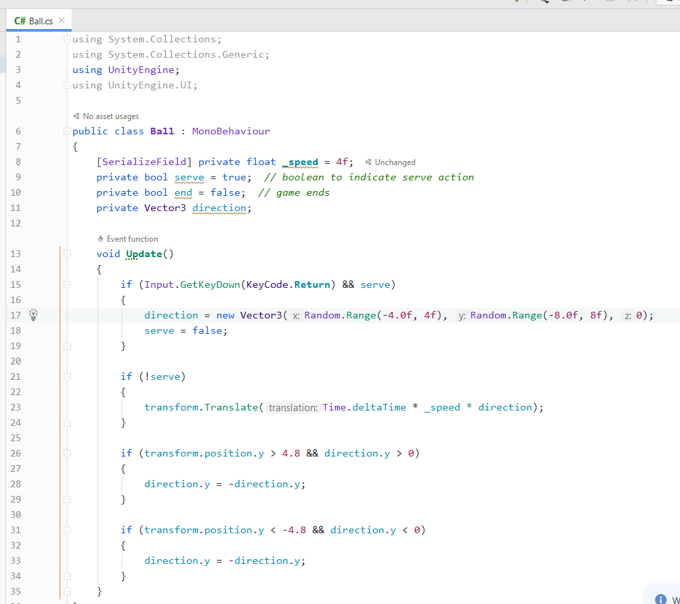 C# Ball.cs
1 using System.Collections;
2 using System.Collections.Generic;
3 using UnityEngine;
4 using UnityEngine.UI;
5
No asset usages
6 public class Ball : MonoBehaviour
7 {
8 [SerializeField] private float _speed = 4f; Unchanged
9 private bool serve = true; // boolean to indicate serve action
10 private bool end = false; // game ends
11 private Vector3 direction;
12
Event function
13 void Update()
14 {
15 if (Input.GetKeyDown(KeyCode.Return) && serve)
16 {
17 direction = new Vector3( x: Random.Range(-4.0f, 4f), y: Random.Range(-8.0f, 8f), z: 0);
18 serve = false;
19 }
20
21 if (!serve)
22 {
23 transform.Translate( translation: Time.deltaTime * _speed * direction);
24 }
25
26 if (transform.position.y > 4.8 && direction.y > 0)
27 {
28 direction.y = -direction.y;
29 }
30
31 if (transform.position.y < -4.8 && direction.y < 0)
32 {
33 direction.y = -direction.y;
34 }
35 }